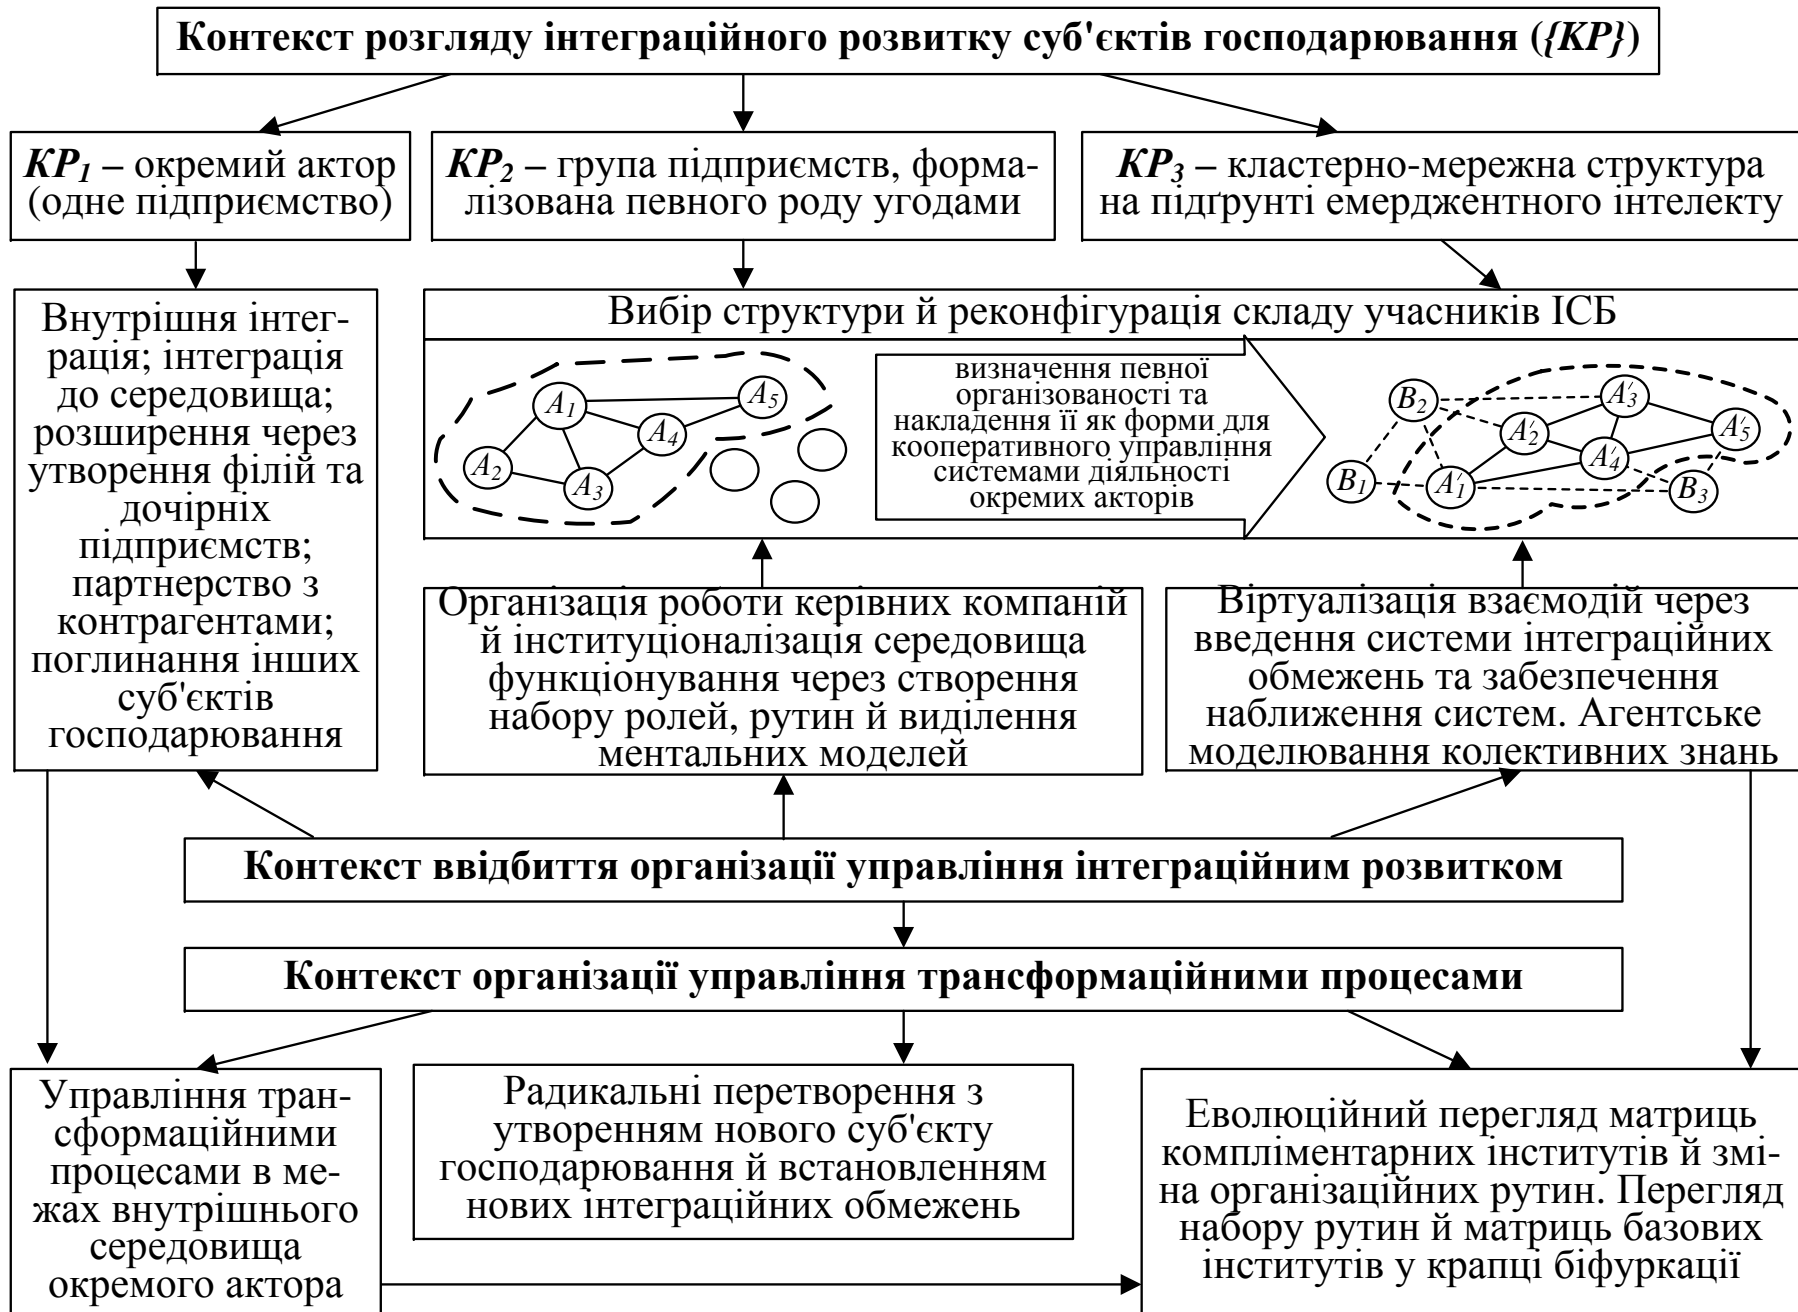 Контекст розгляду інтеграційного розвитку суб'єктів господарювання ({KP})
KP1 – окремий актор
(одне підприємство)
KP2 – група підприємств, форма-
лізована певного роду угодами
KP3 – кластерно-мережна структура
на підґрунті емерджентного інтелекту
Внутрішня інтег-
рація; інтеграція
до середовища;
розширення через
утворення філій та
дочірніх
підприємств;
партнерство з
контрагентами;
поглинання інших
суб'єктів
господарювання
Вибір структури й реконфігурація складу учасників ІСБ
A1
A5
A4
A2
A3
визначення певної
організованості та
накладення її як форми для
кооперативного управління
системами діяльності
окремих акторів
B2
A'3
A'2
A'5
A'4
B1
A'1
B3
Організація роботи керівних компаній
й інституціоналізація середовища
функціонування через створення
набору ролей, рутин й виділення
ментальних моделей
Віртуалізація взаємодій через
введення системи інтеграційних
обмежень та забезпечення
наближення систем. Агентське
моделювання колективних знань
Контекст ввідбиття організації управління інтеграційним розвитком
Контекст організації управління трансформаційними процесами
Управління тран-
сформаційними
процесами в ме-
жах внутрішнього
середовища
окремого актора
Радикальні перетворення з
утворенням нового суб'єкту
господарювання й встановленням
нових інтеграційних обмежень
Еволюційний перегляд матриць
компліментарних інститутів й змі-
на організаційних рутин. Перегляд
набору рутин й матриць базових
інститутів у крапці біфуркації